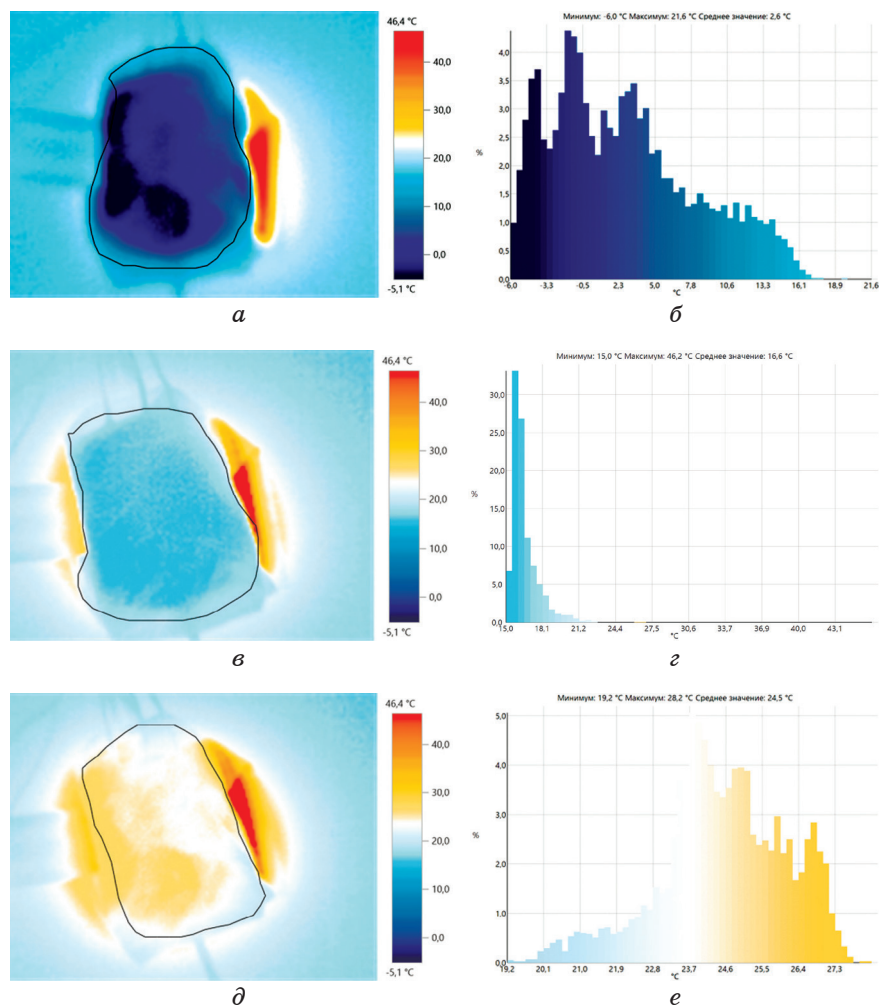 46,4 °C
40,0
20,0
0,0
-5,1 °C
а
Минимум: -6,0 °C Максимум: 21,6 °C Среднее значение: 2,6 °C
4,0
3,5
3,0
2,5
2,0
1,5
1,0
0,5
0,0
%
-6,0 -3,3 -0,5 2,3 5,0 7,8 10,6 13,3 16,1 18,9 21,6
°C
б
46,4 °C
40,0
30,0
20,0
10,0
0,0
-5,1 °C
в
Минимум: 15,0 °C Максимум: 46,2 °C Среднее значение: 16,6 °C
30,0
25,0
20,0
15,0
10,0
5,0
0,0
%
15,0 18,1 21,2 24,4 27,5 30,6 33,7 36,9 40,0 43,1
°C
г
46,4 °C
40,0
30,0
20,0
10,0
0,0
-5,1 °C
д
Минимум: 19,2 °C Максимум: 28,2 °C Среднее значение: 24,5 °C
5,0
4,0
3,0
2,0
1,0
0,0
%
19,2 20,1 21,0 21,9 22,8 23,7 24,6 25,5 26,4 27,3
°C
е